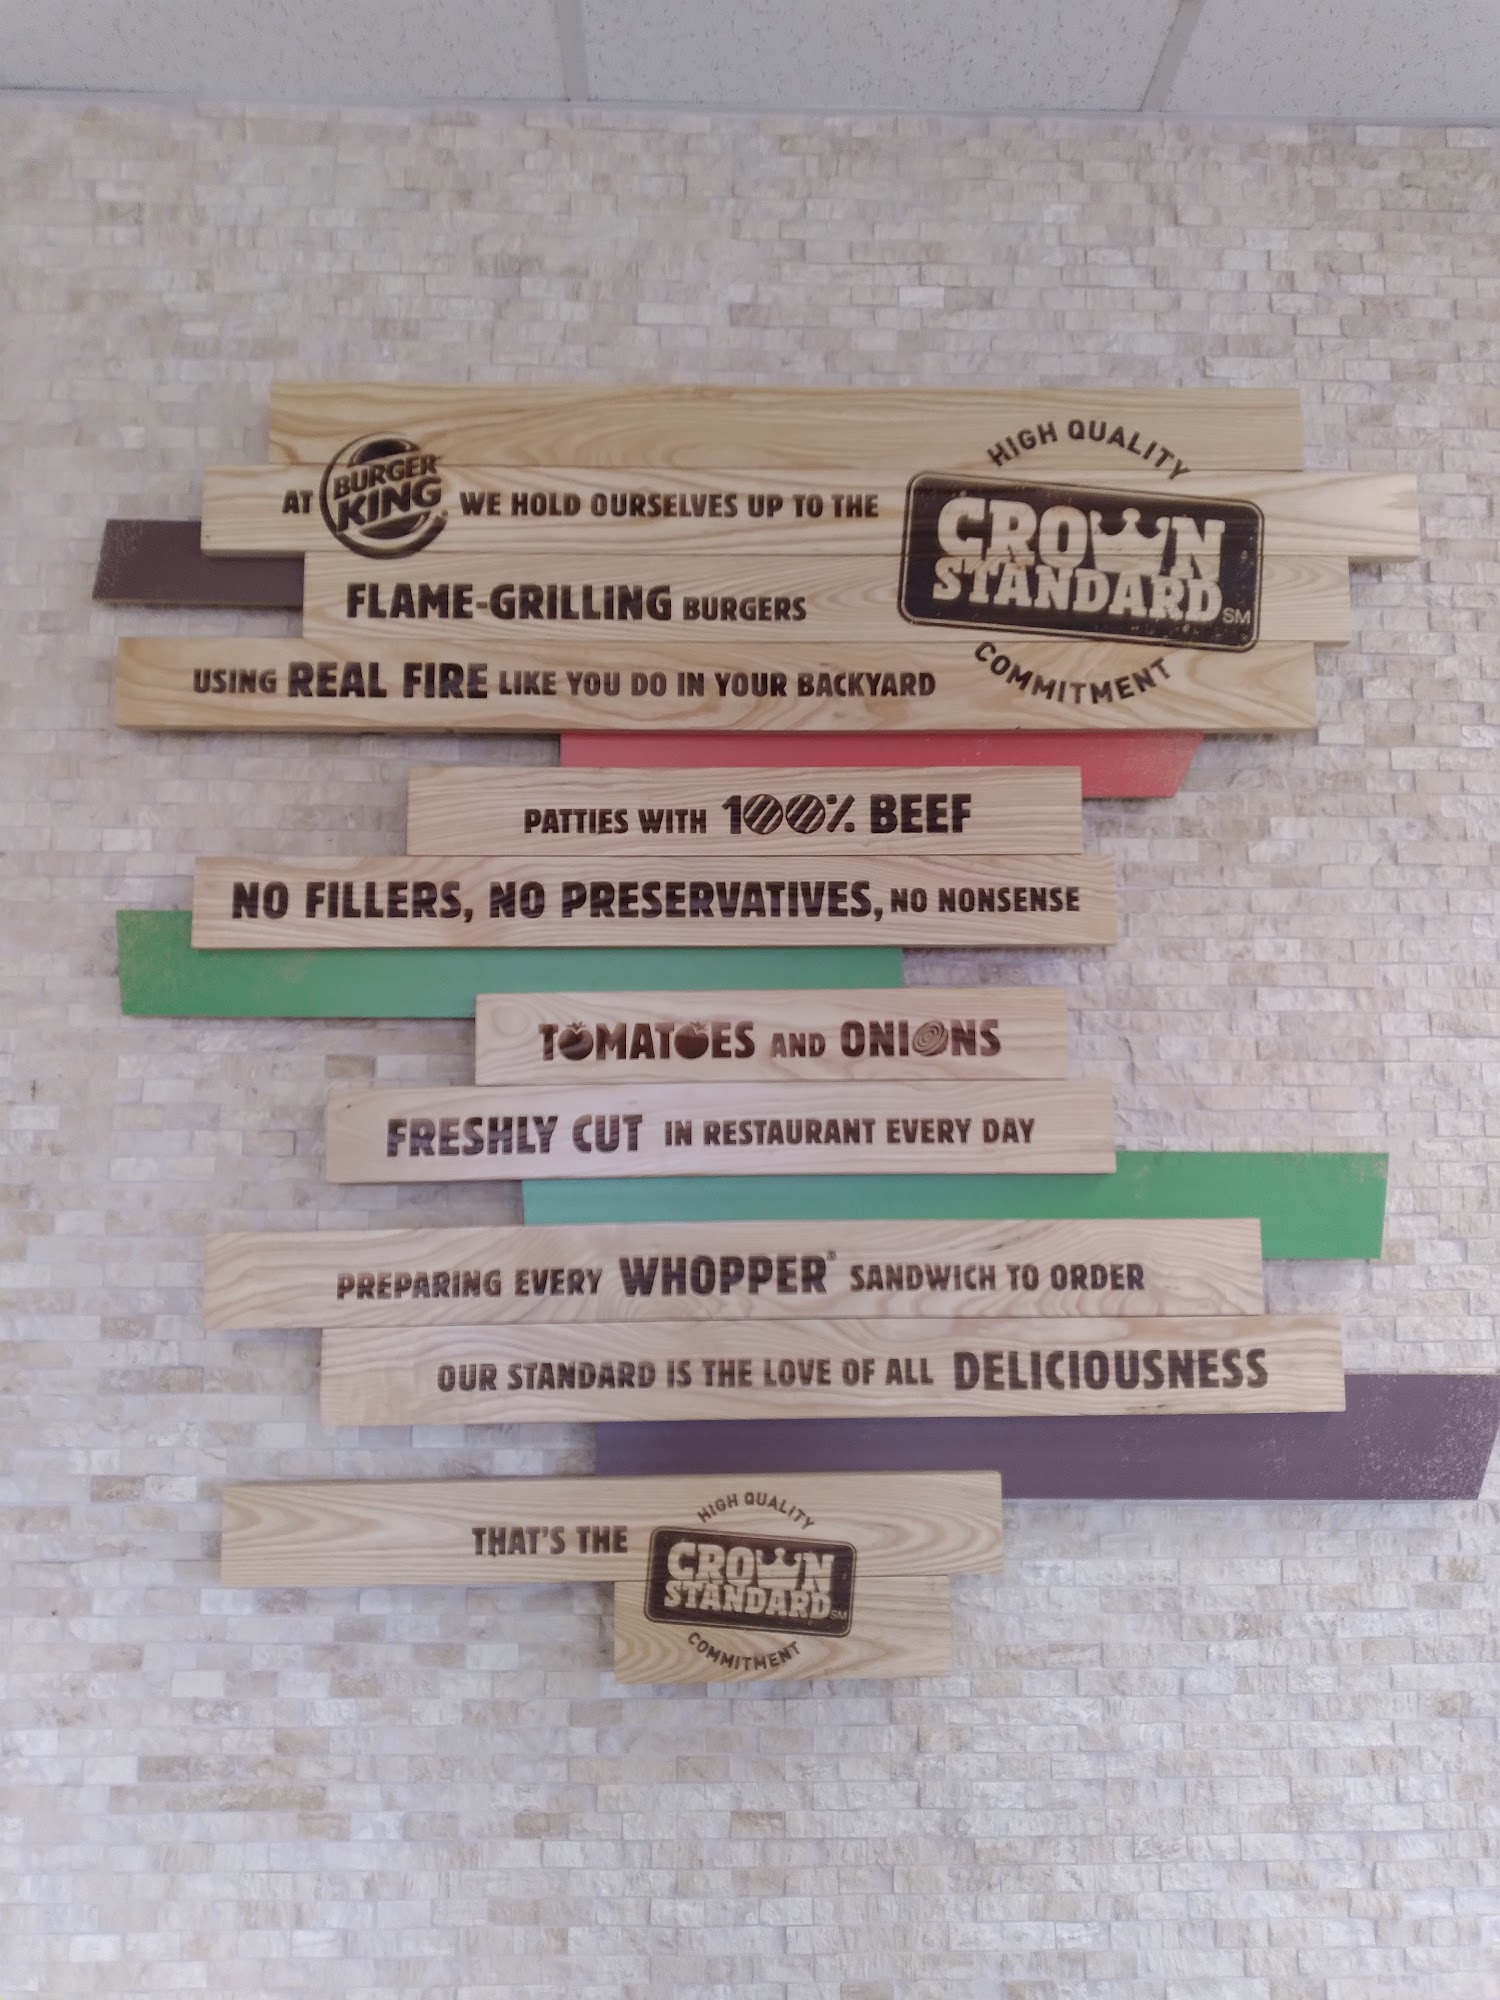 AT BURGER KING® WE HOLD OURSELVES UP TO THE
HIGH QUALITY
CROWN
STANDARD SM
COMMITMENT
FLAME-GRILLING BURGERS
USING REAL FIRE LIKE YOU DO IN YOUR BACKYARD
PATTIES WITH 100% BEEF
NO FILLERS, NO PRESERVATIVES, NO NONSENSE
TOMATOES AND ONIONS
FRESHLY CUT IN RESTAURANT EVERY DAY
PREPARING EVERY WHOPPER® SANDWICH TO ORDER
OUR STANDARD IS THE LOVE OF ALL DELICIOUSNESS
THAT'S THE
HIGH QUALITY
CROWN
STANDARD SM
COMMITMENT